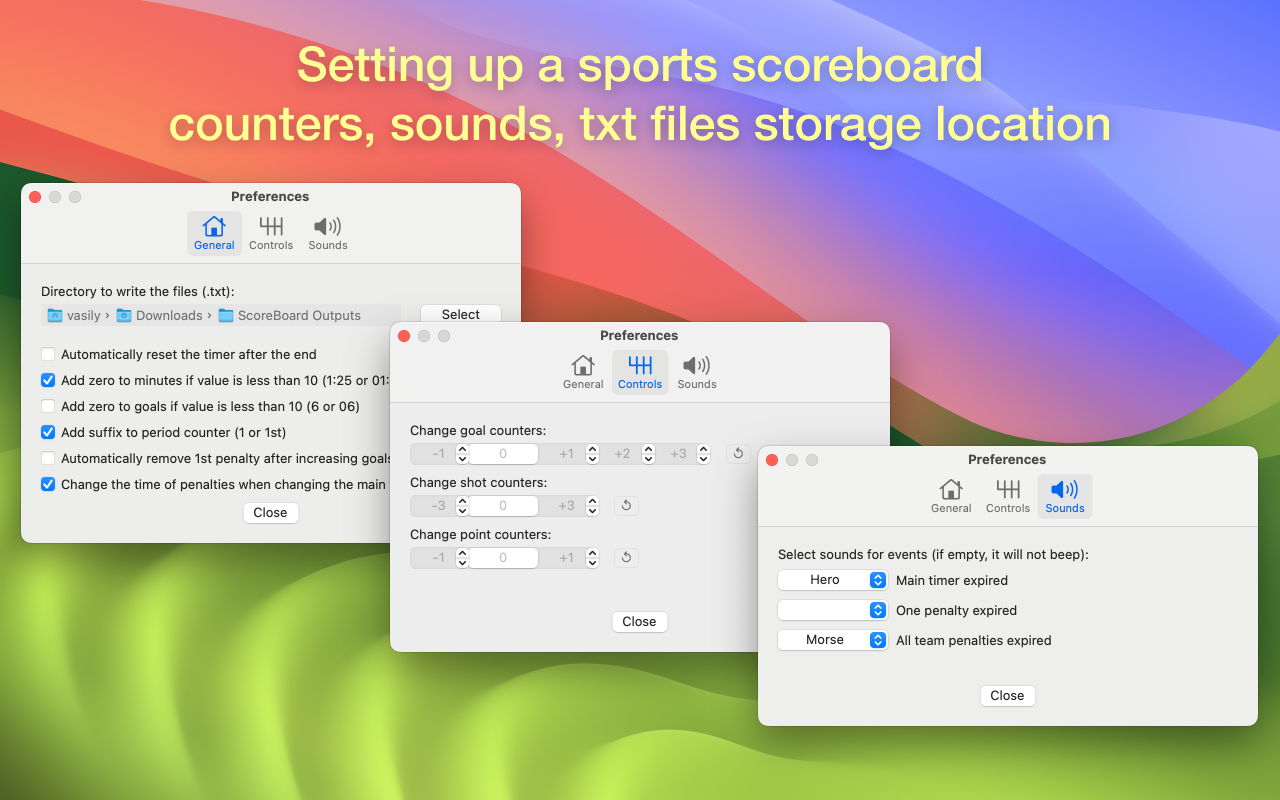 Setting up a sports scoreboard
counters, sounds, txt files storage location
Preferences
General Controls Sounds
Directory to write the files (.txt):
vasily › Downloads › ScoreBoard Outputs
Select
Automatically reset the timer after the end
Add zero to minutes if value is less than 10 (1:25 or 01:
Add zero to goals if value is less than 10 (6 or 06)
Add suffix to period counter (1 or 1st)
Automatically remove 1st penalty after increasing goals
Change the time of penalties when changing the main
Close
Preferences
General Controls Sounds
Change goal counters:
-1 0 +1 +2 +3
Change shot counters:
-3 0 +3
Change point counters:
-1 0 +1
Close
Preferences
General Controls Sounds
Select sounds for events (if empty, it will not beep):
Hero Main timer expired
One penalty expired
Morse All team penalties expired
Close